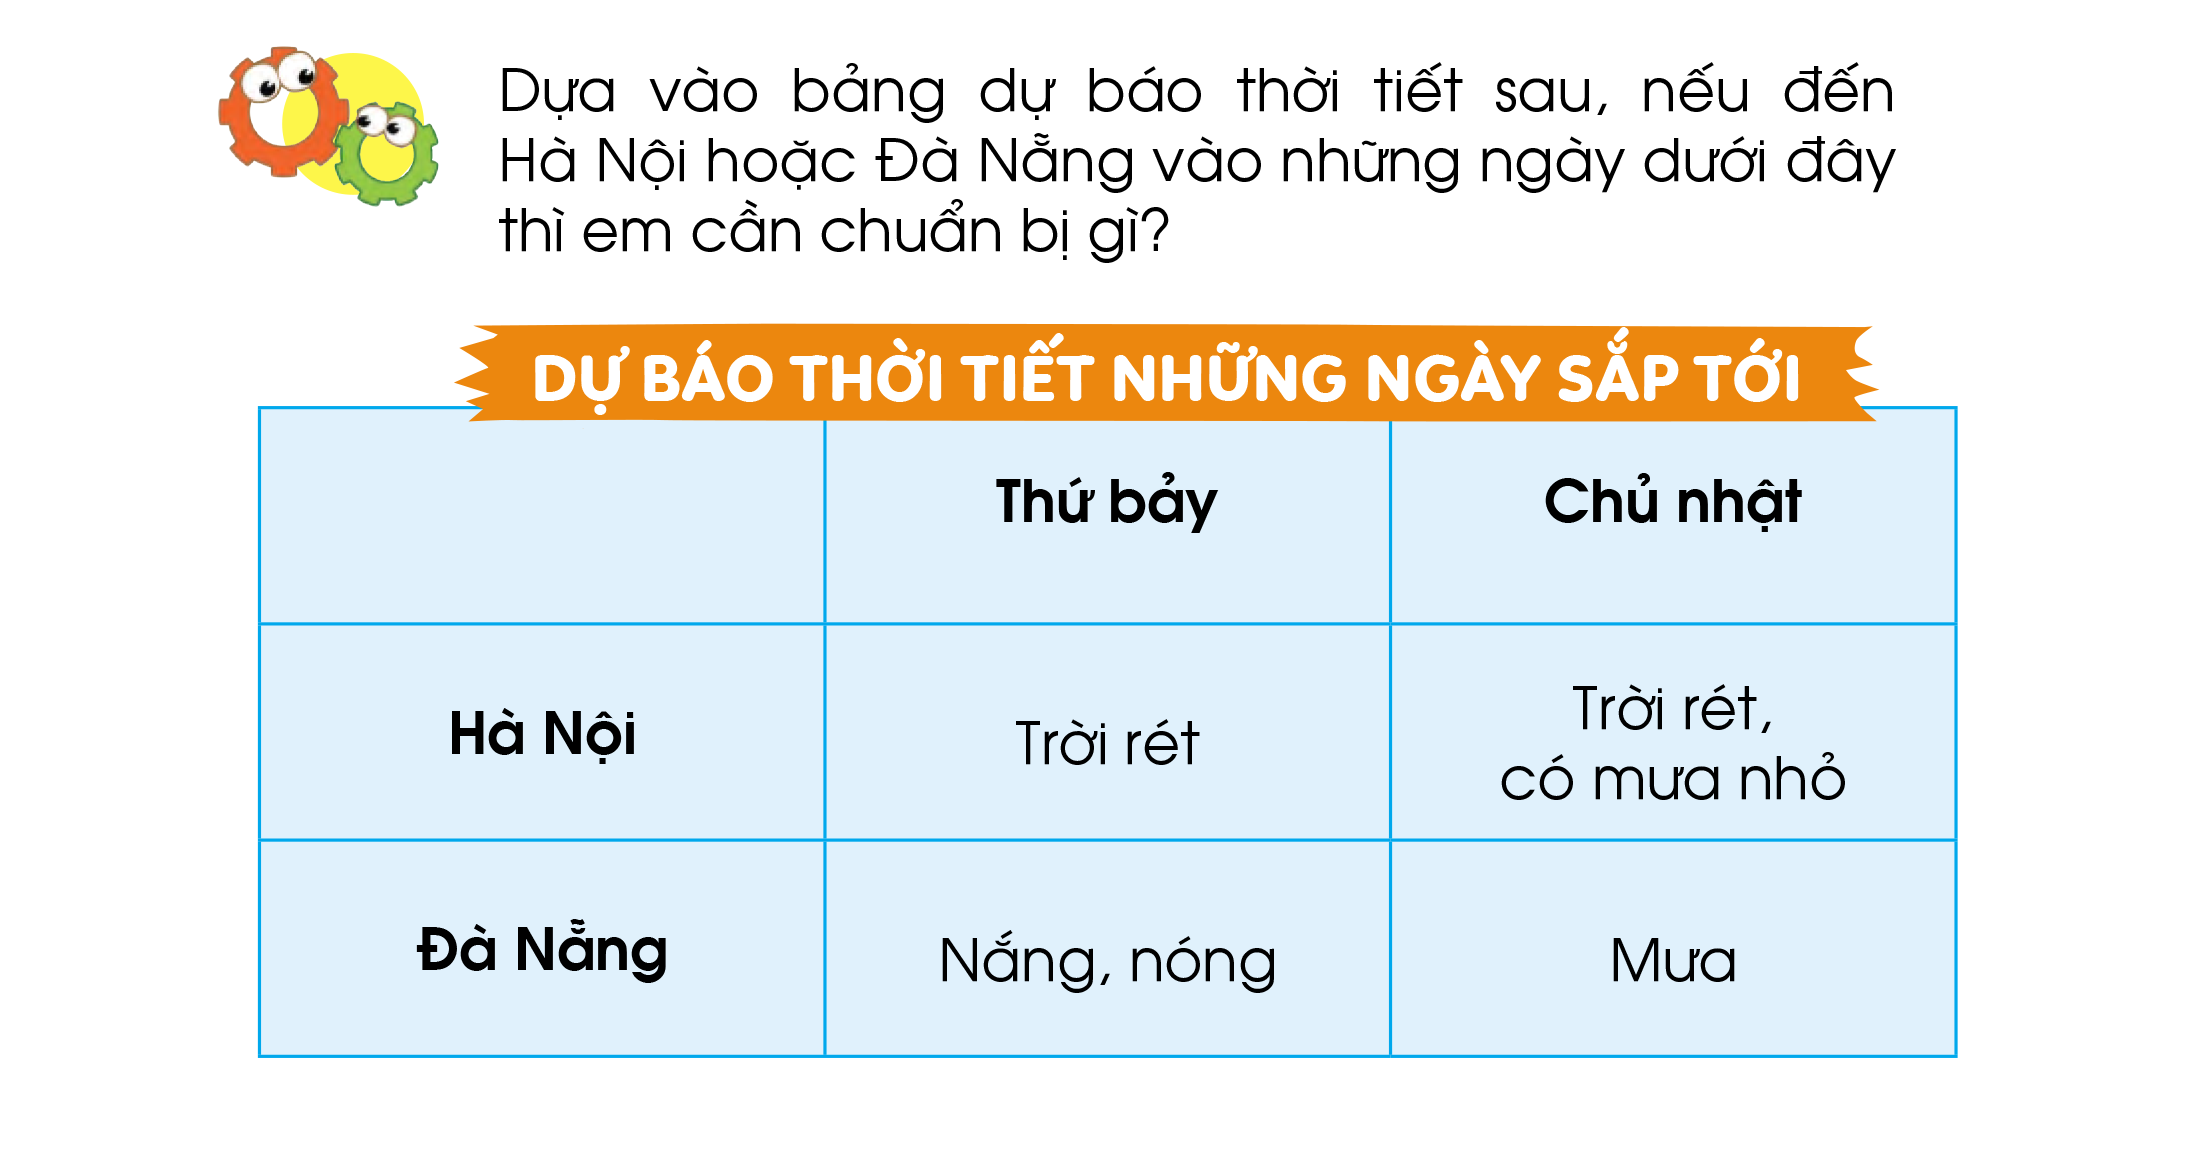 Dựa vào bảng dự báo thời tiết sau, nếu đến
Hà Nội hoặc Đà Nẵng vào những ngày dưới đây
thì em cần chuẩn bị gì?
DỰ BÁO THỜI TIẾT NHỮNG NGÀY SẮP TỚI
Thứ bảy
Chủ nhật
Hà Nội
Trời rét
Trời rét,
có mưa nhỏ
Đà Nẵng
Nắng, nóng
Mưa